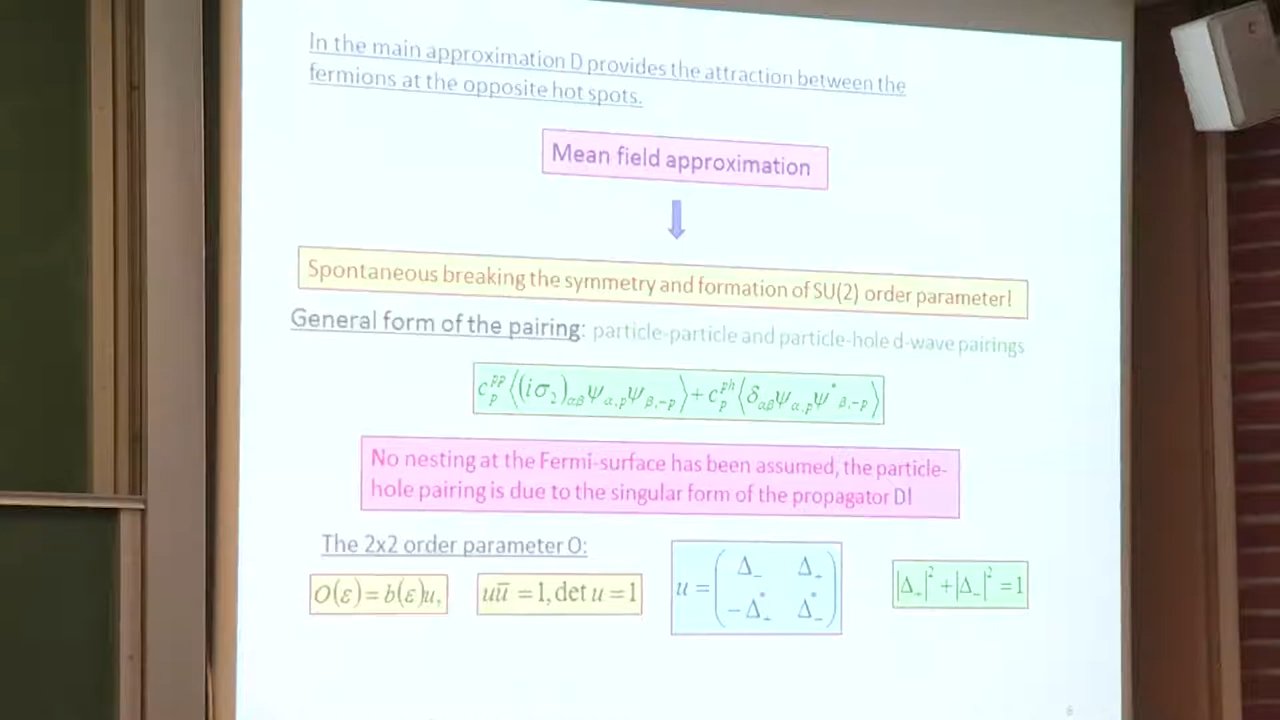 In the main approximation D provides the attraction between the
fermions at the opposite hot spots.
Mean field approximation
Spontaneous breaking the symmetry and formation of SU(2) order parameter!
General form of the pairing: particle-particle and particle-hole d-wave pairings
c_p^{pp}⟨(iσ₂)_{αβ}ψ_{α,p}ψ_{β,-p}⟩+c_p^{ph}⟨δ_{αβ}ψ_{α,p}ψ^*_{β,-p}⟩
No nesting at the Fermi-surface has been assumed, the particle-
hole pairing is due to the singular form of the propagator D!
The 2x2 order parameter O:
O(ε)=b(ε)u, uū=1, det u=1 u = ( Δ_- Δ_+ ; -Δ_+^* Δ_-^* ) |Δ_+|²+|Δ_-|²=1